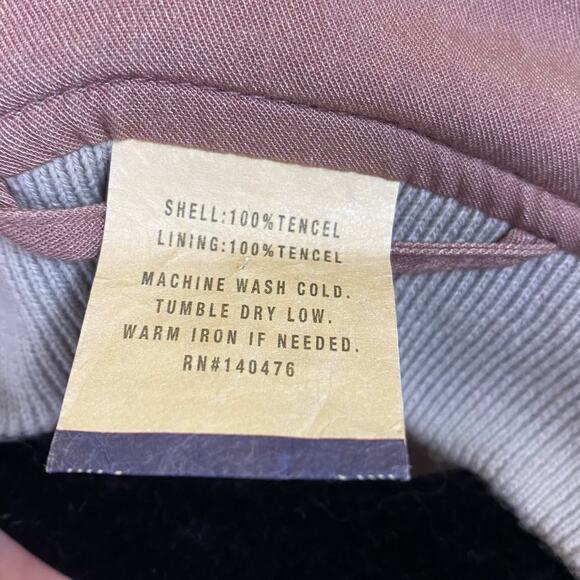 SHELL:100%TENCEL
LINING:100%TENCEL
MACHINE WASH COLD.
TUMBLE DRY LOW.
WARM IRON IF NEEDED.
RN#140476